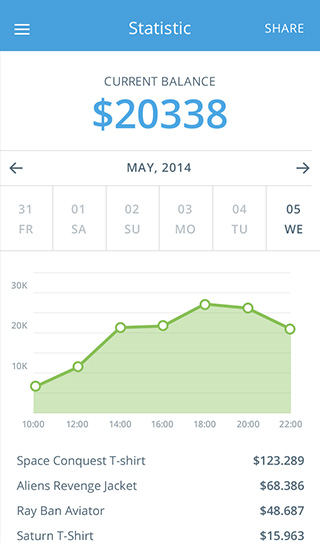 Statistic SHARE
CURRENT BALANCE
$20338
MAY, 2014
31 01 02 03 04 05
FR SA SU MO TU WE
30K
20K
10K
10:00 12:00 14:00 16:00 18:00 20:00 22:00
Space Conquest T-shirt $123.289
Aliens Revenge Jacket $68.386
Ray Ban Aviator $48.687
Saturn T-Shirt $15.963